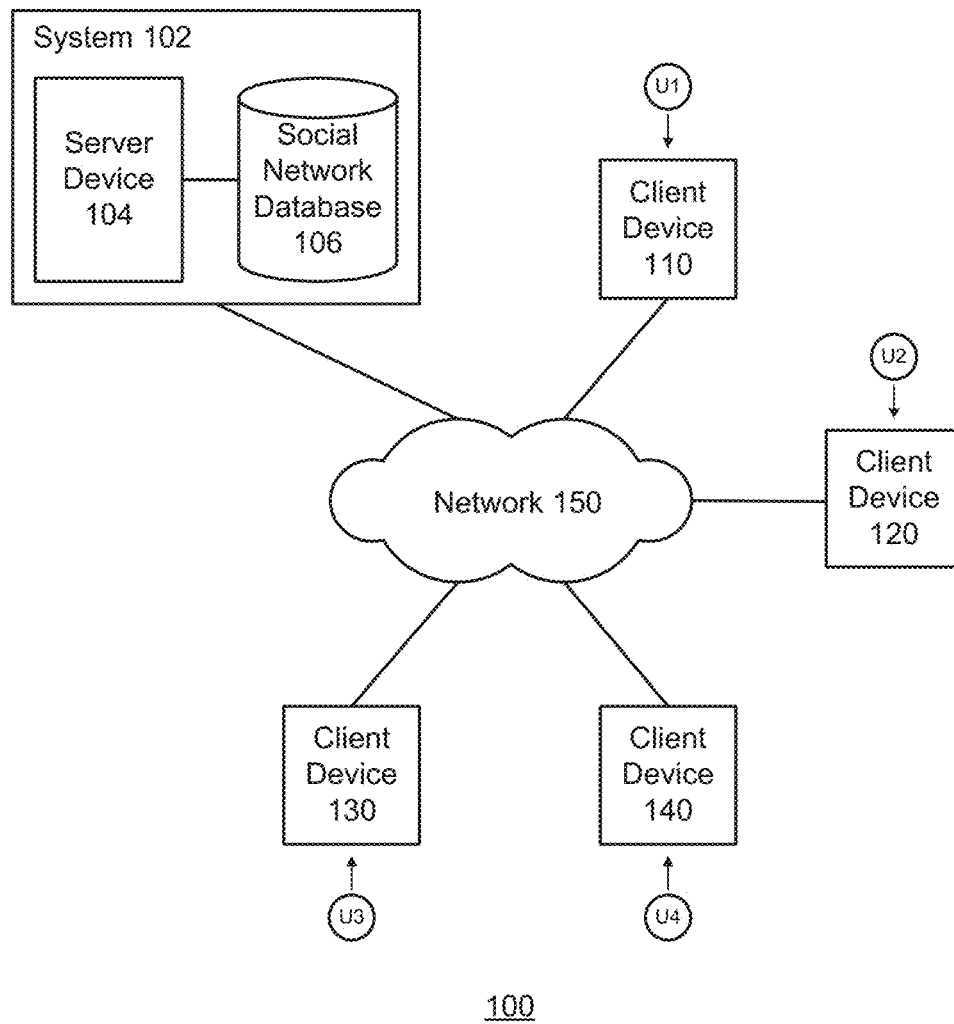 System 102
Server
Device
104
Social
Network
Database
106
U1
Client
Device
110
U2
Client
Device
120
Network 150
Client
Device
130
Client
Device
140
U3
U4
100